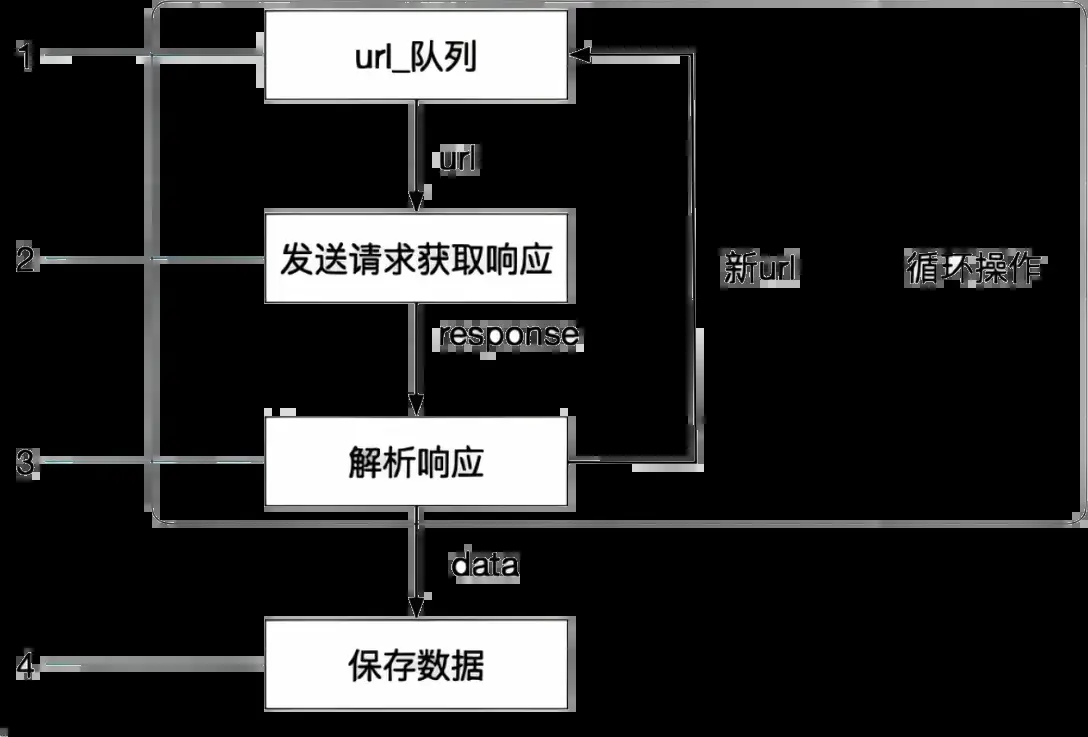 1
url_队列
url
2
发送请求获取响应
新url
循环操作
response
3
解析响应
data
4
保存数据